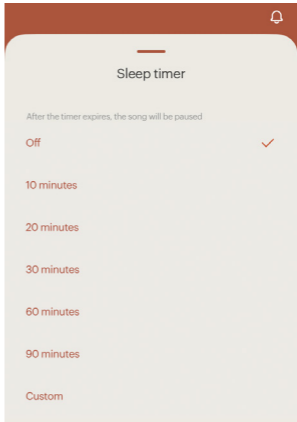 Sleep timer
After the timer expires, the song will be paused
Off
10 minutes
20 minutes
30 minutes
60 minutes
90 minutes
Custom